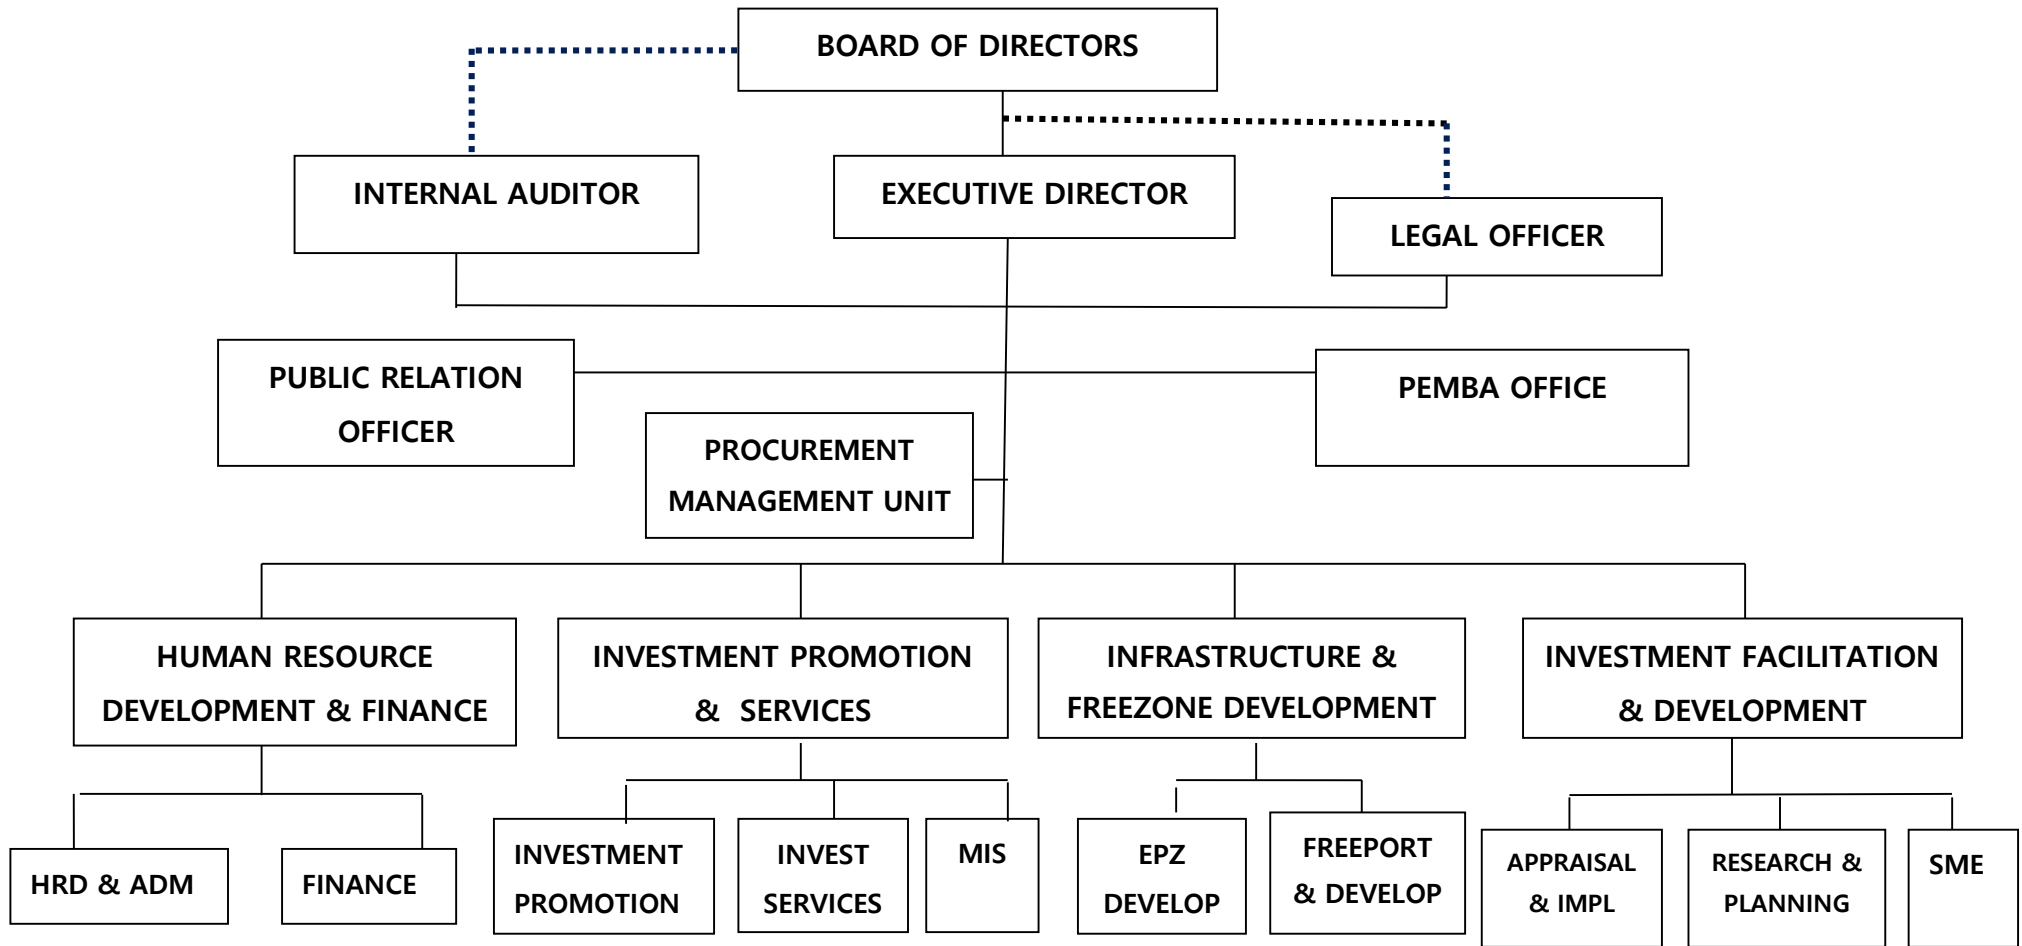 BOARD OF DIRECTORS
INTERNAL AUDITOR
EXECUTIVE DIRECTOR
LEGAL OFFICER
PUBLIC RELATION
OFFICER
PEMBA OFFICE
PROCUREMENT
MANAGEMENT UNIT
HUMAN RESOURCE
DEVELOPMENT & FINANCE
INVESTMENT PROMOTION
& SERVICES
INFRASTRUCTURE &
FREEZONE DEVELOPMENT
INVESTMENT FACILITATION
& DEVELOPMENT
HRD & ADM
FINANCE
INVESTMENT
PROMOTION
INVEST
SERVICES
MIS
EPZ
DEVELOP
FREEPORT
& DEVELOP
APPRAISAL
& IMPL
RESEARCH &
PLANNING
SME